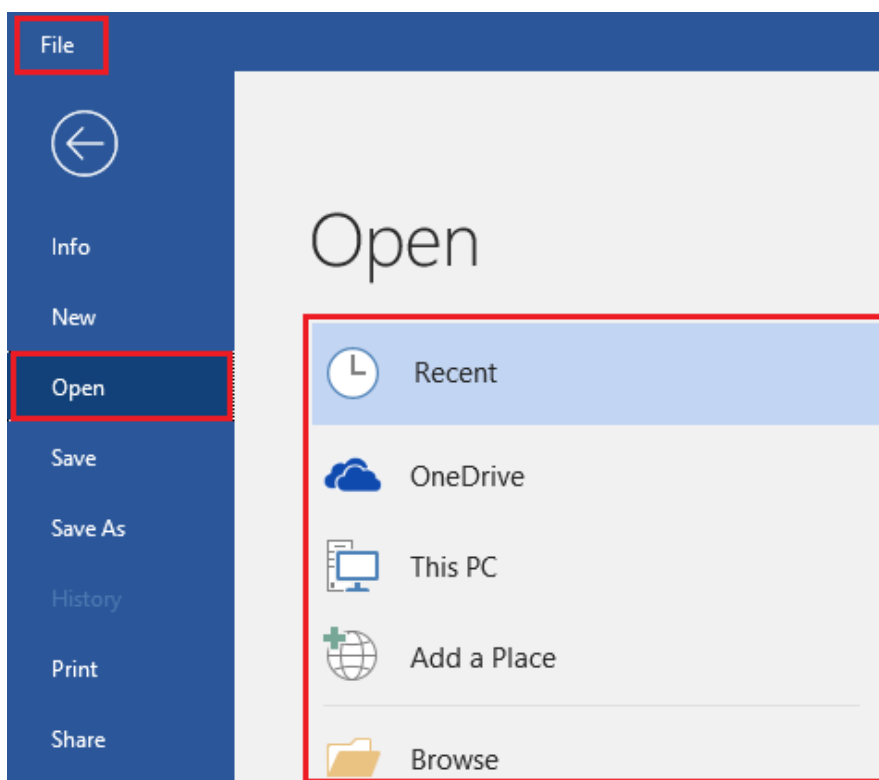 File
Info
New
Open
Save
Save As
History
Print
Share
Open
Recent
OneDrive
This PC
Add a Place
Browse